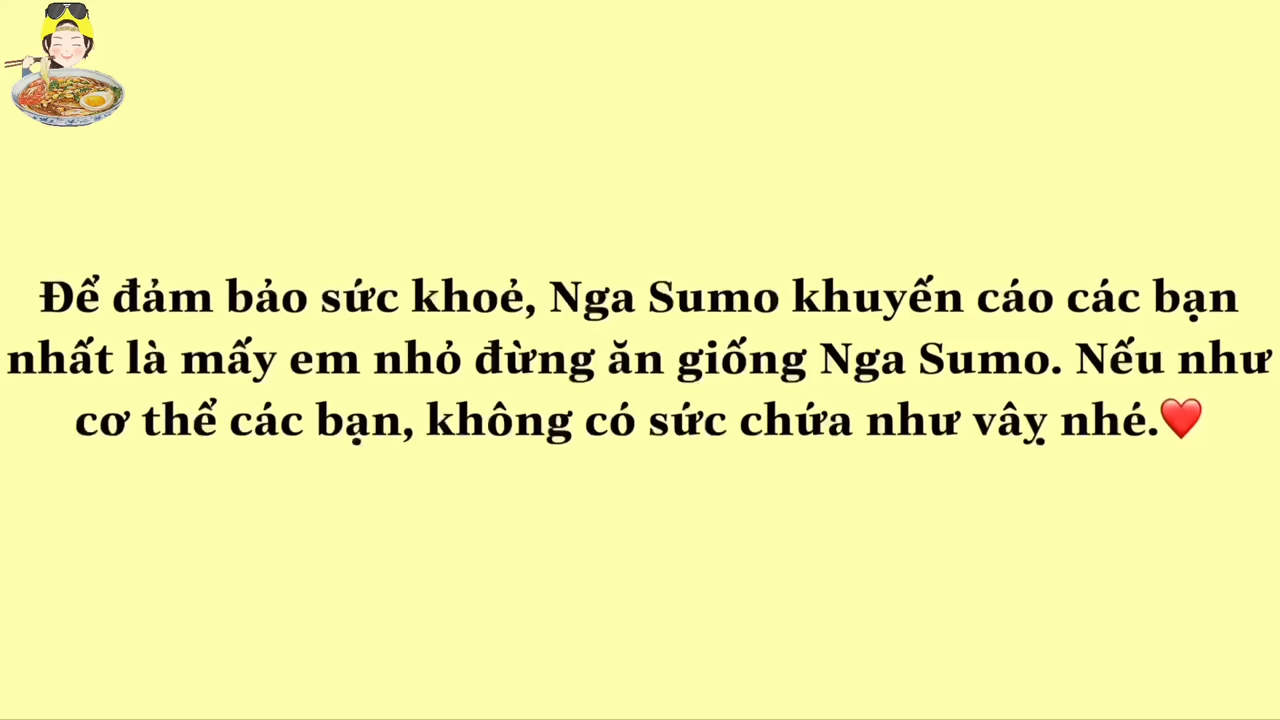 Để đảm bảo sức khoẻ, Nga Sumo khuyến cáo các bạn
nhất là mấy em nhỏ đừng ăn giống Nga Sumo. Nếu như
cơ thể các bạn, không có sức chứa như vâỵ nhé.❤️